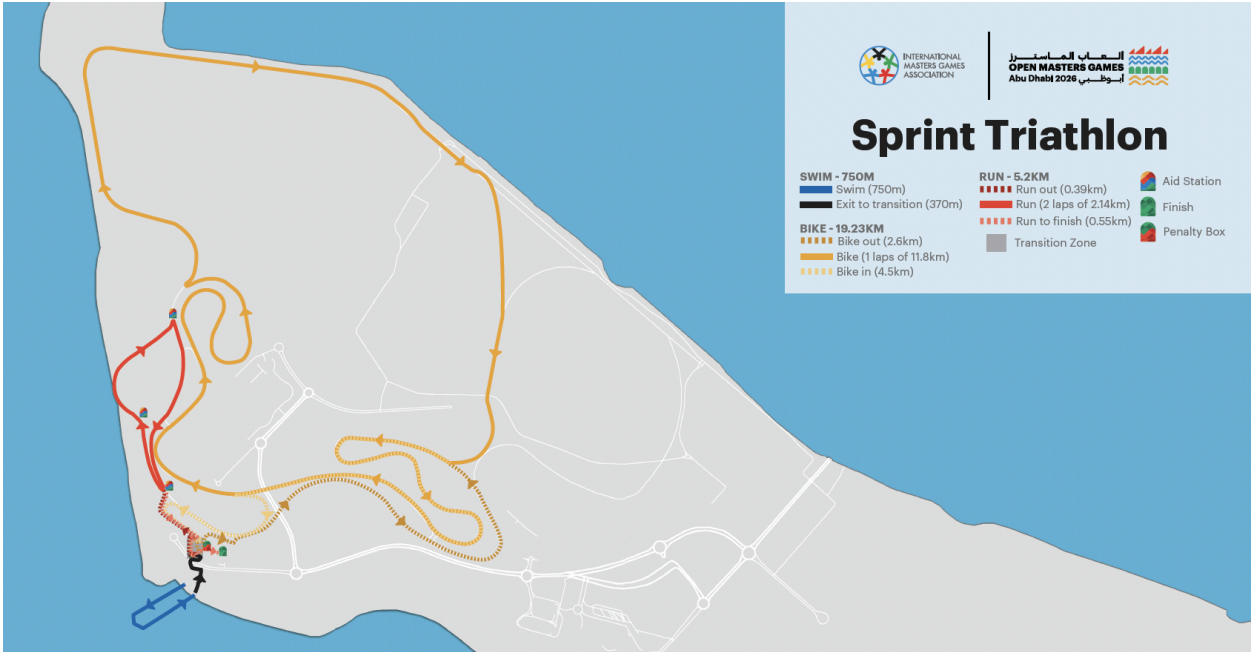 INTERNATIONAL
MASTERS GAMES
ASSOCIATION
ألـعـــاب الـمـاسـتــرز
OPEN MASTERS GAMES
Abu Dhabi 2026 أبـوظـبـي
Sprint Triathlon
SWIM - 750M
Swim (750m)
Exit to transition (370m)
BIKE - 19.23KM
Bike out (2.6km)
Bike (1 laps of 11.8km)
Bike in (4.5km)
RUN - 5.2KM
Run out (0.39km)
Run (2 laps of 2.14km)
Run to finish (0.55km)
Transition Zone
Aid Station
Finish
Penalty Box